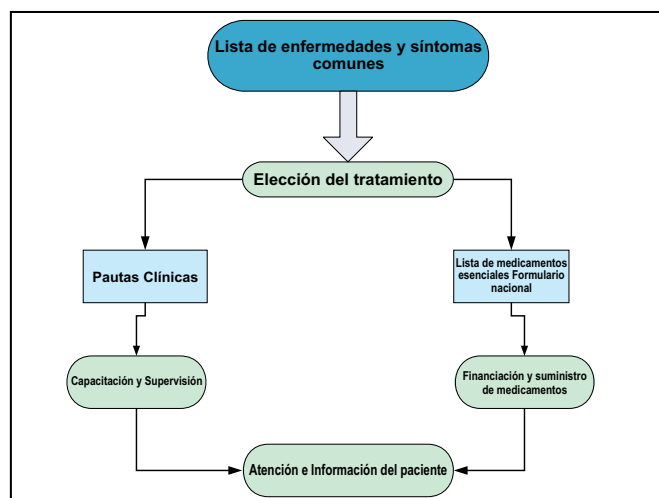 Lista de enfermedades y síntomas
comunes
Elección del tratamiento
Pautas Clínicas
Lista de medicamentos
esenciales Formulario
nacional
Capacitación y Supervisión
Financiación y suministro
de medicamentos
Atención e Información del paciente